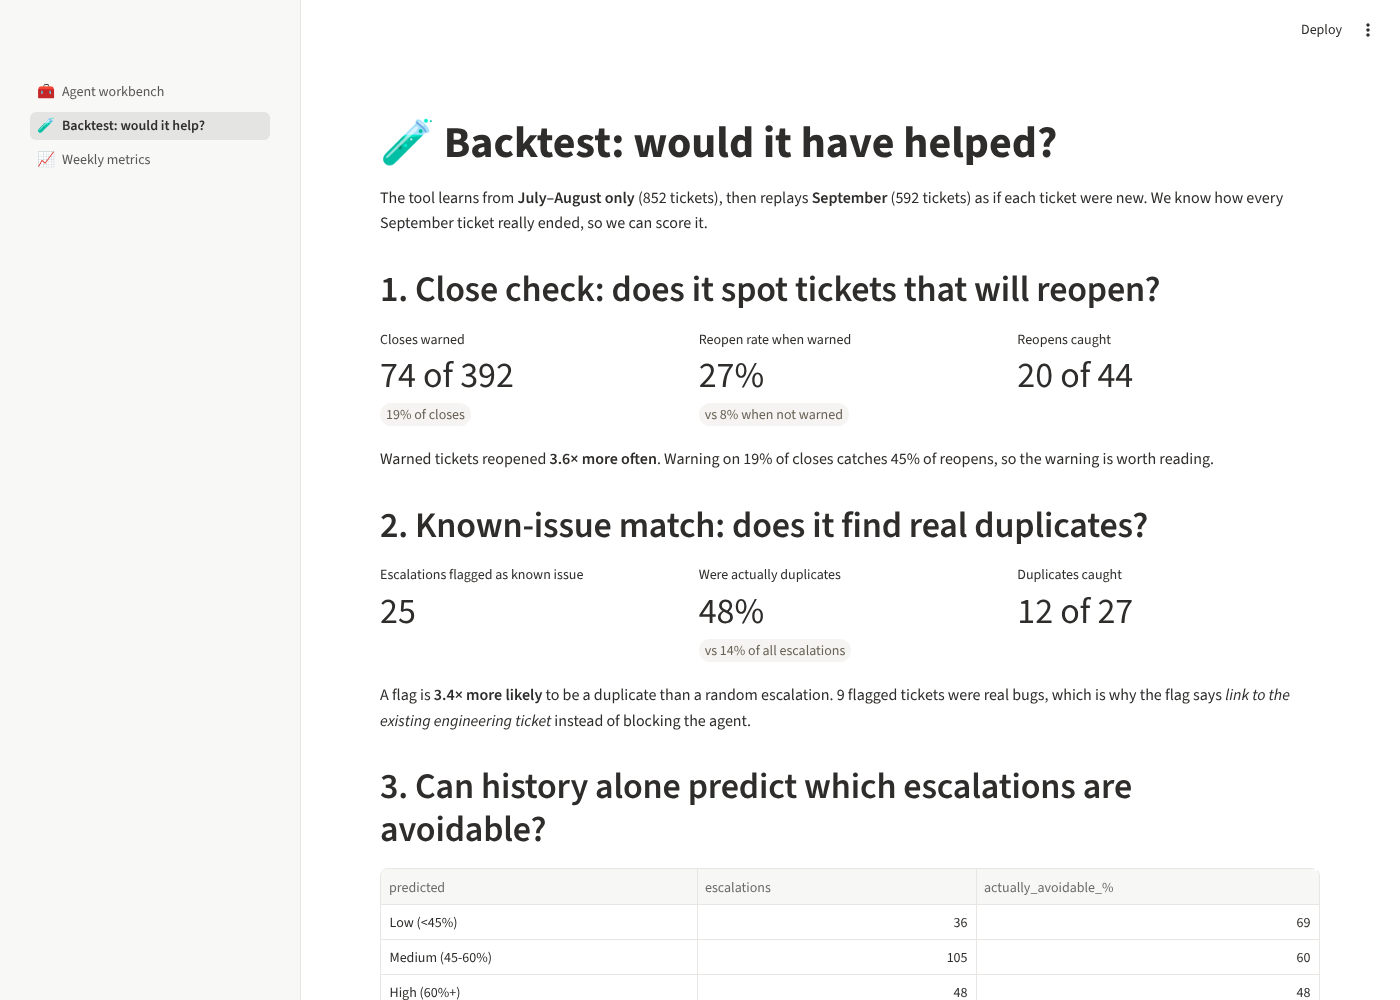 Deploy
Agent workbench
Backtest: would it help?
Weekly metrics
Backtest: would it have helped?
The tool learns from July–August only (852 tickets), then replays September (592 tickets) as if each ticket were new. We know how every
September ticket really ended, so we can score it.
1. Close check: does it spot tickets that will reopen?
Closes warned
74 of 392
19% of closes
Reopen rate when warned
27%
vs 8% when not warned
Reopens caught
20 of 44
Warned tickets reopened 3.6× more often. Warning on 19% of closes catches 45% of reopens, so the warning is worth reading.
2. Known-issue match: does it find real duplicates?
Escalations flagged as known issue
25
Were actually duplicates
48%
vs 14% of all escalations
Duplicates caught
12 of 27
A flag is 3.4× more likely to be a duplicate than a random escalation. 9 flagged tickets were real bugs, which is why the flag says link to the
existing engineering ticket instead of blocking the agent.
3. Can history alone predict which escalations are
avoidable?
predicted escalations actually_avoidable_%
Low (<45%) 36 69
Medium (45-60%) 105 60
High (60%+) 48 48